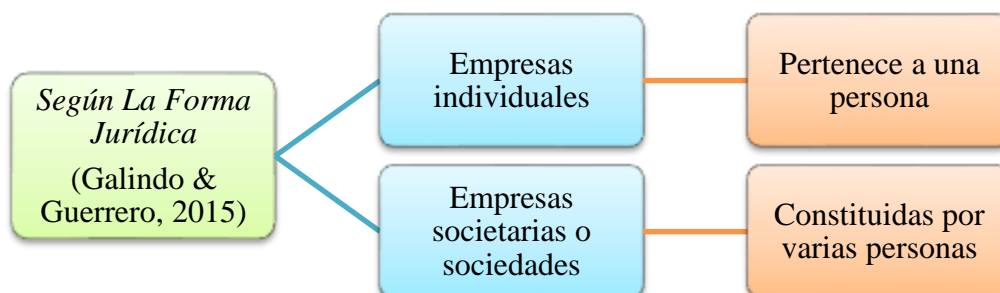 Según La Forma
Jurídica
(Galindo &
Guerrero, 2015)
Empresas
individuales
Pertenece a una
persona
Empresas
societarias o
sociedades
Constituidas por
varias personas